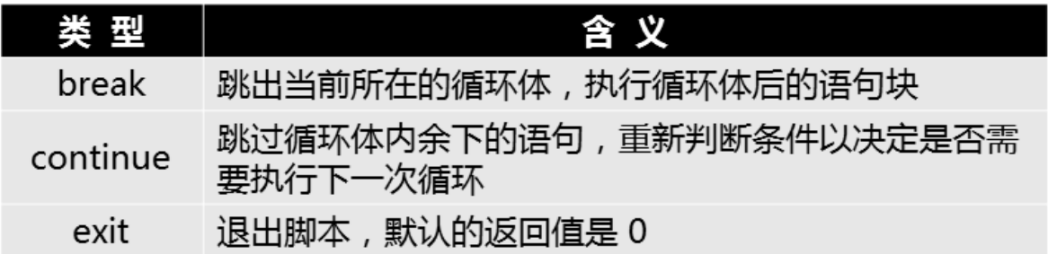 类 型 含 义
break 跳出当前所在的循环体，执行循环体后的语句块
continue 跳过循环体内余下的语句，重新判断条件以决定是否需
要执行下一次循环
exit 退出脚本，默认的返回值是 0